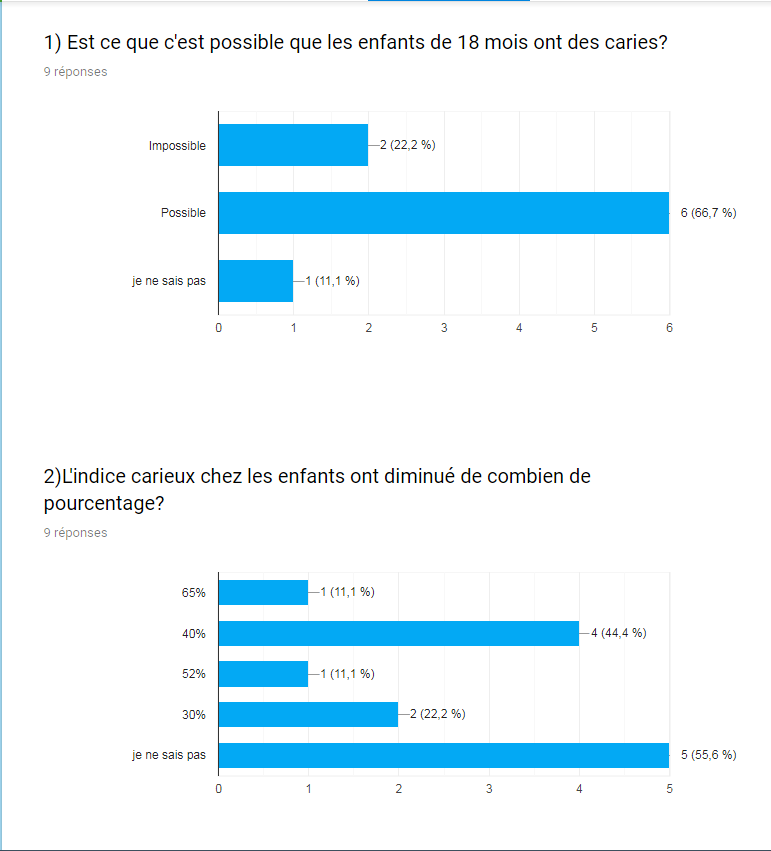 1) Est ce que c'est possible que les enfants de 18 mois ont des caries?
9 réponses
Impossible
2 (22,2 %)
Possible
6 (66,7 %)
je ne sais pas
1 (11,1 %)
0 1 2 3 4 5 6
2)L'indice carieux chez les enfants ont diminué de combien de
pourcentage?
9 réponses
65%
1 (11,1 %)
40%
4 (44,4 %)
52%
1 (11,1 %)
30%
2 (22,2 %)
je ne sais pas
5 (55,6 %)
0 1 2 3 4 5